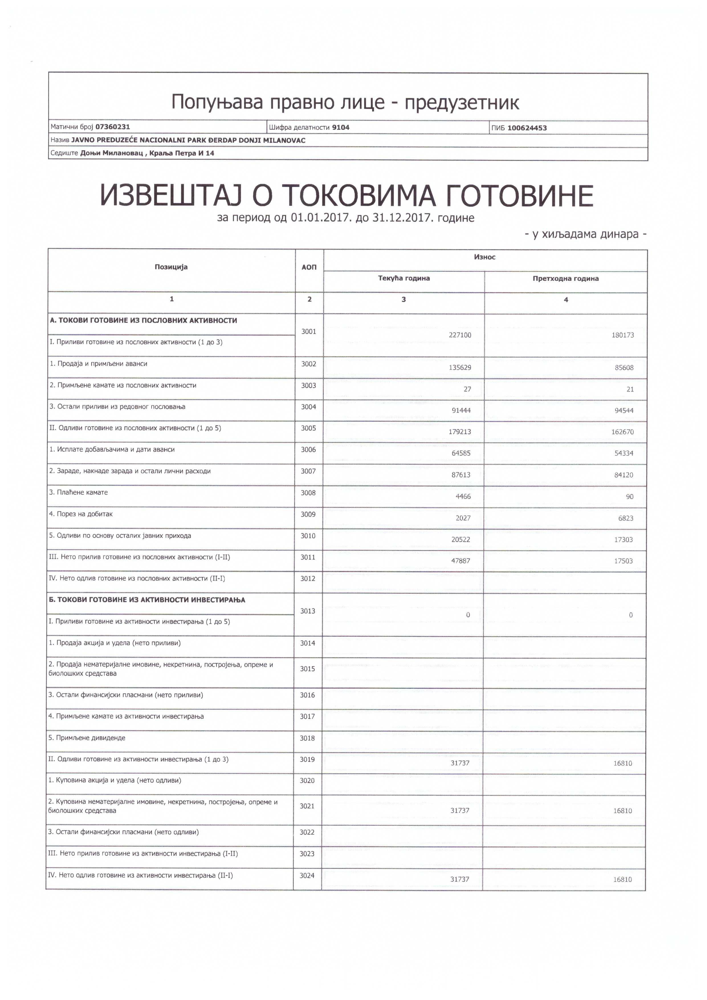 Попуњава правно лице - предузетник
Матични број 07360231 Шифра делатности 9104 ПИБ 100624453
Назив JAVNO PREDUZEĆE NACIONALNI PARK ĐERDAP DONJI MILANOVAC
Седиште Доњи Милановац , Краља Петра И 14
ИЗВЕШТАЈ О ТОКОВИМА ГОТОВИНЕ
за период од 01.01.2017. до 31.12.2017. године
- у хиљадама динара -
Позиција АОП Износ
Текућа година Претходна година
1 2 3 4
А. ТОКОВИ ГОТОВИНЕ ИЗ ПОСЛОВНИХ АКТИВНОСТИ
I. Приливи готовине из пословних активности (1 до 3) 3001 227100 180173
1. Продаја и примљени аванси 3002 135629 85608
2. Примљене камате из пословних активности 3003 27 21
3. Остали приливи из редовног пословања 3004 91444 94544
II. Одливи готовине из пословних активности (1 до 5) 3005 179213 162670
1. Исплате добављачима и дати аванси 3006 64585 54334
2. Зараде, накнаде зарада и остали лични расходи 3007 87613 84120
3. Плаћене камате 3008 4466 90
4. Порез на добитак 3009 2027 6823
5. Одливи по основу осталих јавних прихода 3010 20522 17303
III. Нето прилив готовине из пословних активности (I-II) 3011 47887 17503
IV. Нето одлив готовине из пословних активности (II-I) 3012
Б. ТОКОВИ ГОТОВИНЕ ИЗ АКТИВНОСТИ ИНВЕСТИРАЊА
I. Приливи готовине из активности инвестирања (1 до 5) 3013 0 0
1. Продаја акција и удела (нето приливи) 3014
2. Продаја нематеријалне имовине, некретнина, постројења, опреме и
биолошких средстава 3015
3. Остали финансијски пласмани (нето приливи) 3016
4. Примљене камате из активности инвестирања 3017
5. Примљене дивиденде 3018
II. Одливи готовине из активности инвестирања (1 до 3) 3019 31737 16810
1. Куповина акција и удела (нето одливи) 3020
2. Куповина нематеријалне имовине, некретнина, постројења, опреме и
биолошких средстава 3021 31737 16810
3. Остали финансијски пласмани (нето одливи) 3022
III. Нето прилив готовине из активности инвестирања (I-II) 3023
IV. Нето одлив готовине из активности инвестирања (II-I) 3024 31737 16810